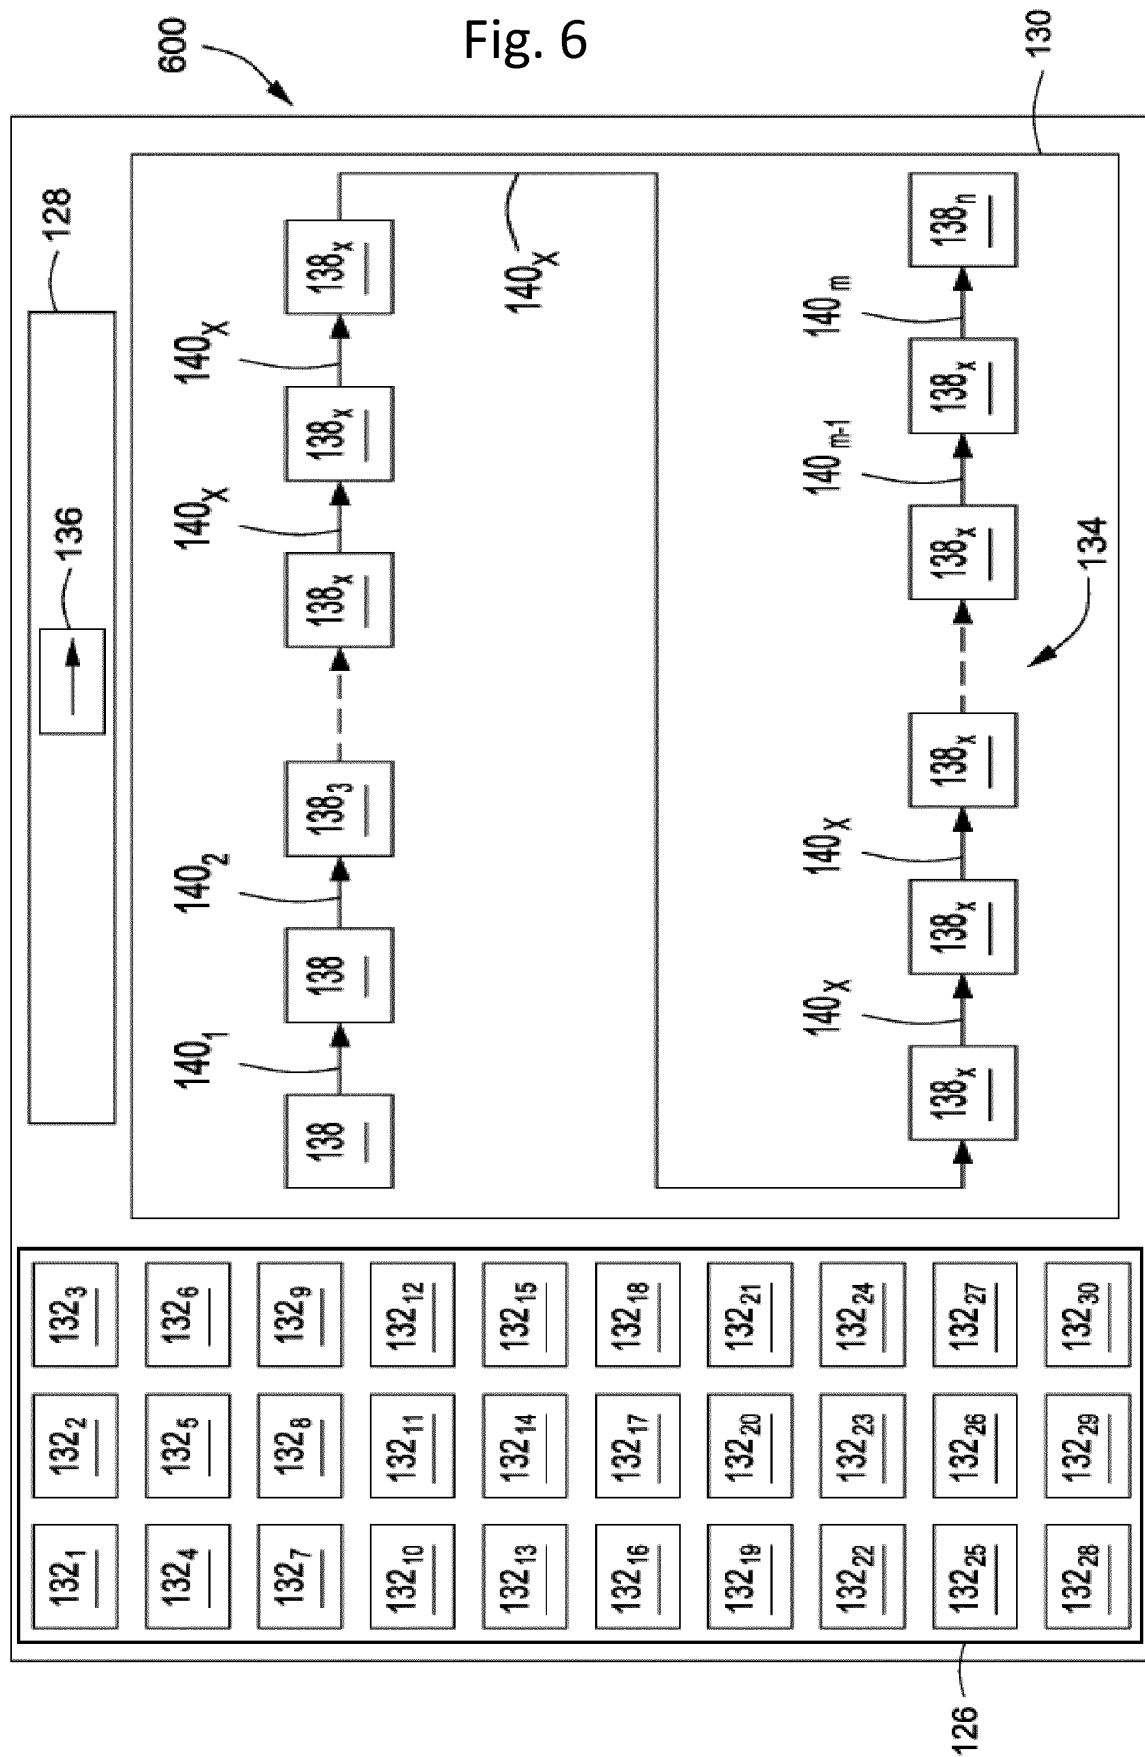 Fig. 6
600
128
136
130
140₁
140₂
140ₓ
140ₓ
138
138
138₃
138ₓ
138ₓ
138ₓ
140ₓ
140ₓ
140ₓ
140ₘ₋₁
140ₘ
138ₓ
138ₓ
138ₓ
138ₓ
138ₓ
138ₙ
134
132₁
132₂
132₃
132₄
132₅
132₆
132₇
132₈
132₉
132₁₀
132₁₁
132₁₂
132₁₃
132₁₄
132₁₅
132₁₆
132₁₇
132₁₈
132₁₉
132₂₀
132₂₁
132₂₂
132₂₃
132₂₄
132₂₅
132₂₆
132₂₇
132₂₈
132₂₉
132₃₀
126